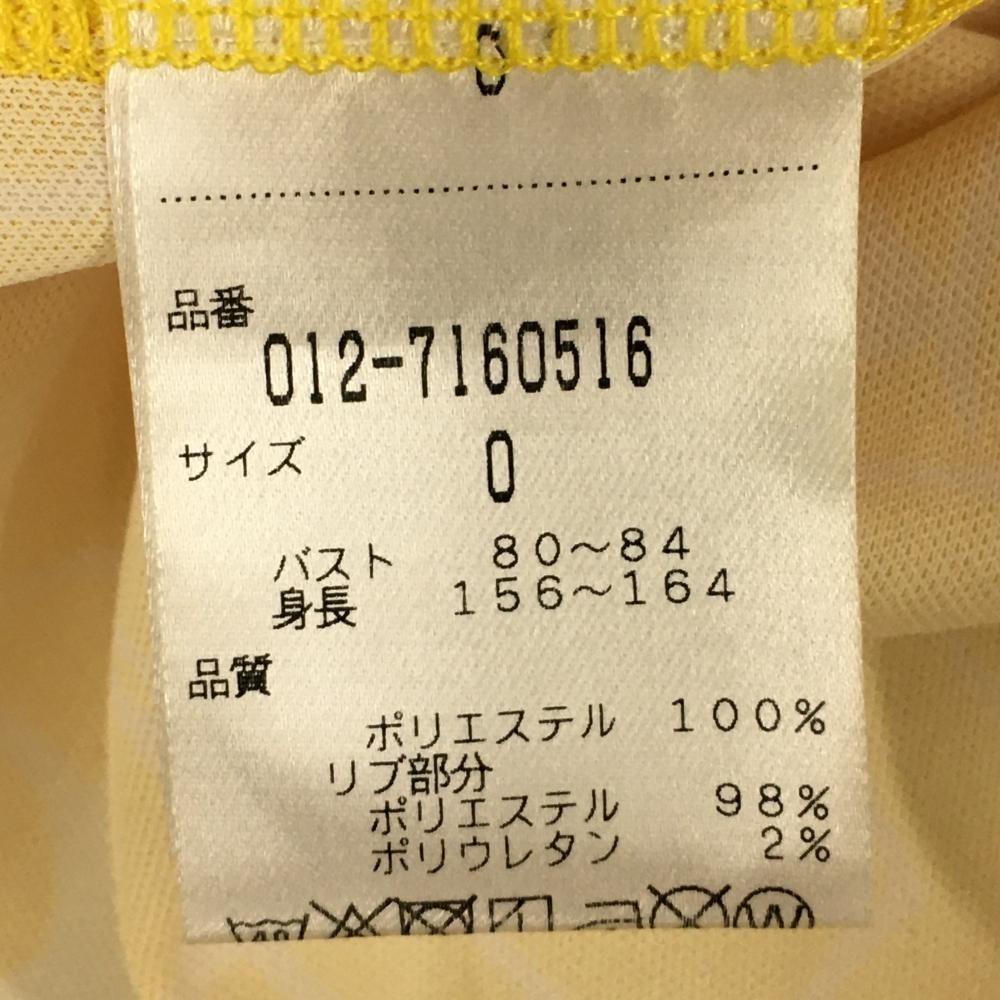 0
品番
012-7160516
サイズ 0
バスト 80～84
身長 156～164
品質
ポリエステル 100%
リブ部分
ポリエステル 98%
ポリウレタン 2%